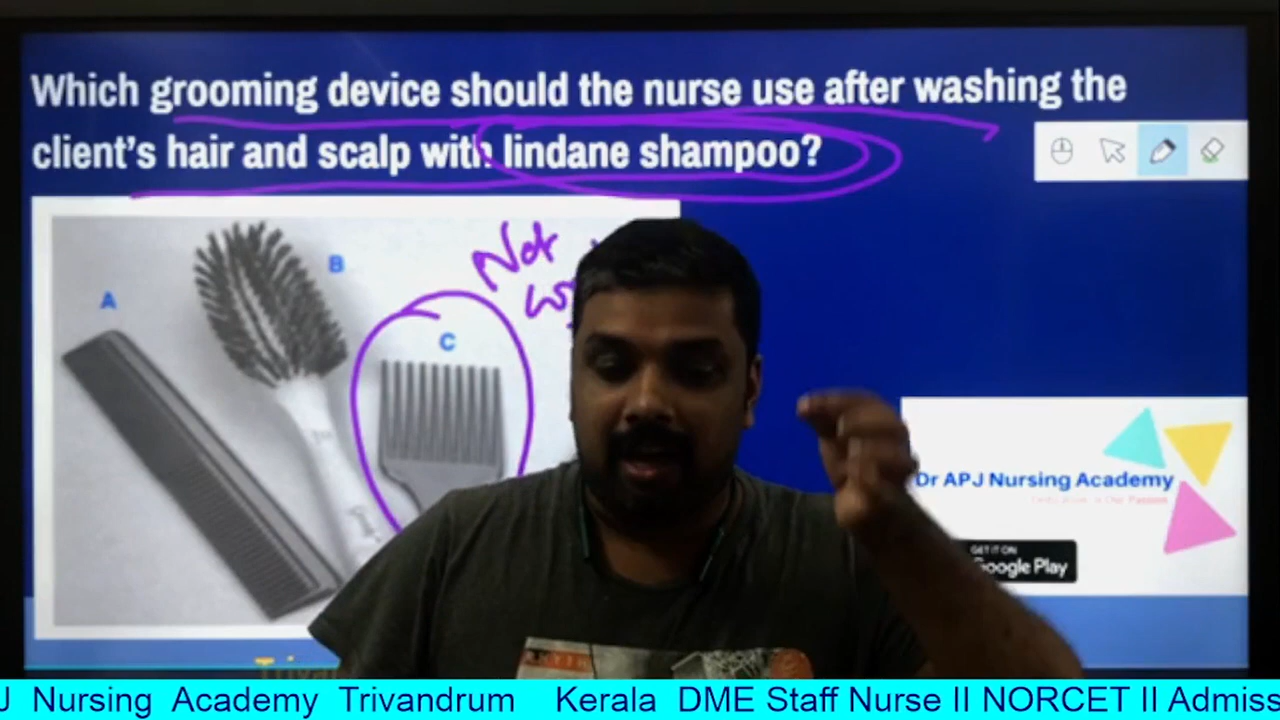 Which grooming device should the nurse use after washing the
client's hair and scalp with lindane shampoo?
A
B
C
Not
Dr APJ Nursing Academy
GET IT ON
Google Play
J Nursing Academy Trivandrum Kerala DME Staff Nurse II NORCET II Admiss